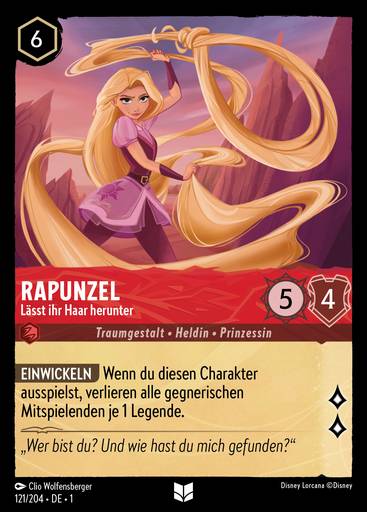 6
RAPUNZEL
Lässt ihr Haar herunter
5
4
Traumgestalt • Heldin • Prinzessin
EINWICKELN Wenn du diesen Charakter
ausspielst, verlieren alle gegnerischen
Mitspielenden je 1 Legende.
„Wer bist du? Und wie hast du mich gefunden?“
Clio Wolfensberger
Disney Lorcana ©Disney
121/204 • DE • 1